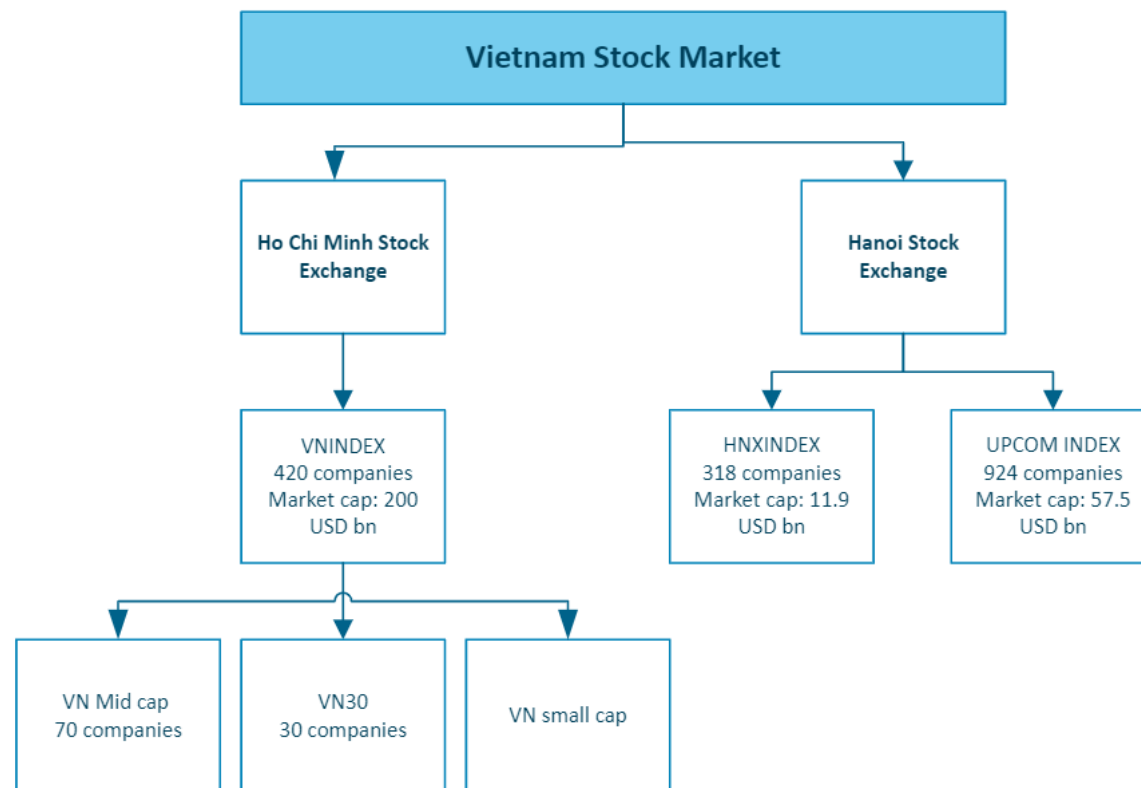 Vietnam Stock Market
Ho Chi Minh Stock
Exchange
Hanoi Stock
Exchange
VNINDEX
420 companies
Market cap: 200
USD bn
HNXINDEX
318 companies
Market cap: 11.9
USD bn
UPCOM INDEX
924 companies
Market cap: 57.5
USD bn
VN Mid cap
70 companies
VN30
30 companies
VN small cap